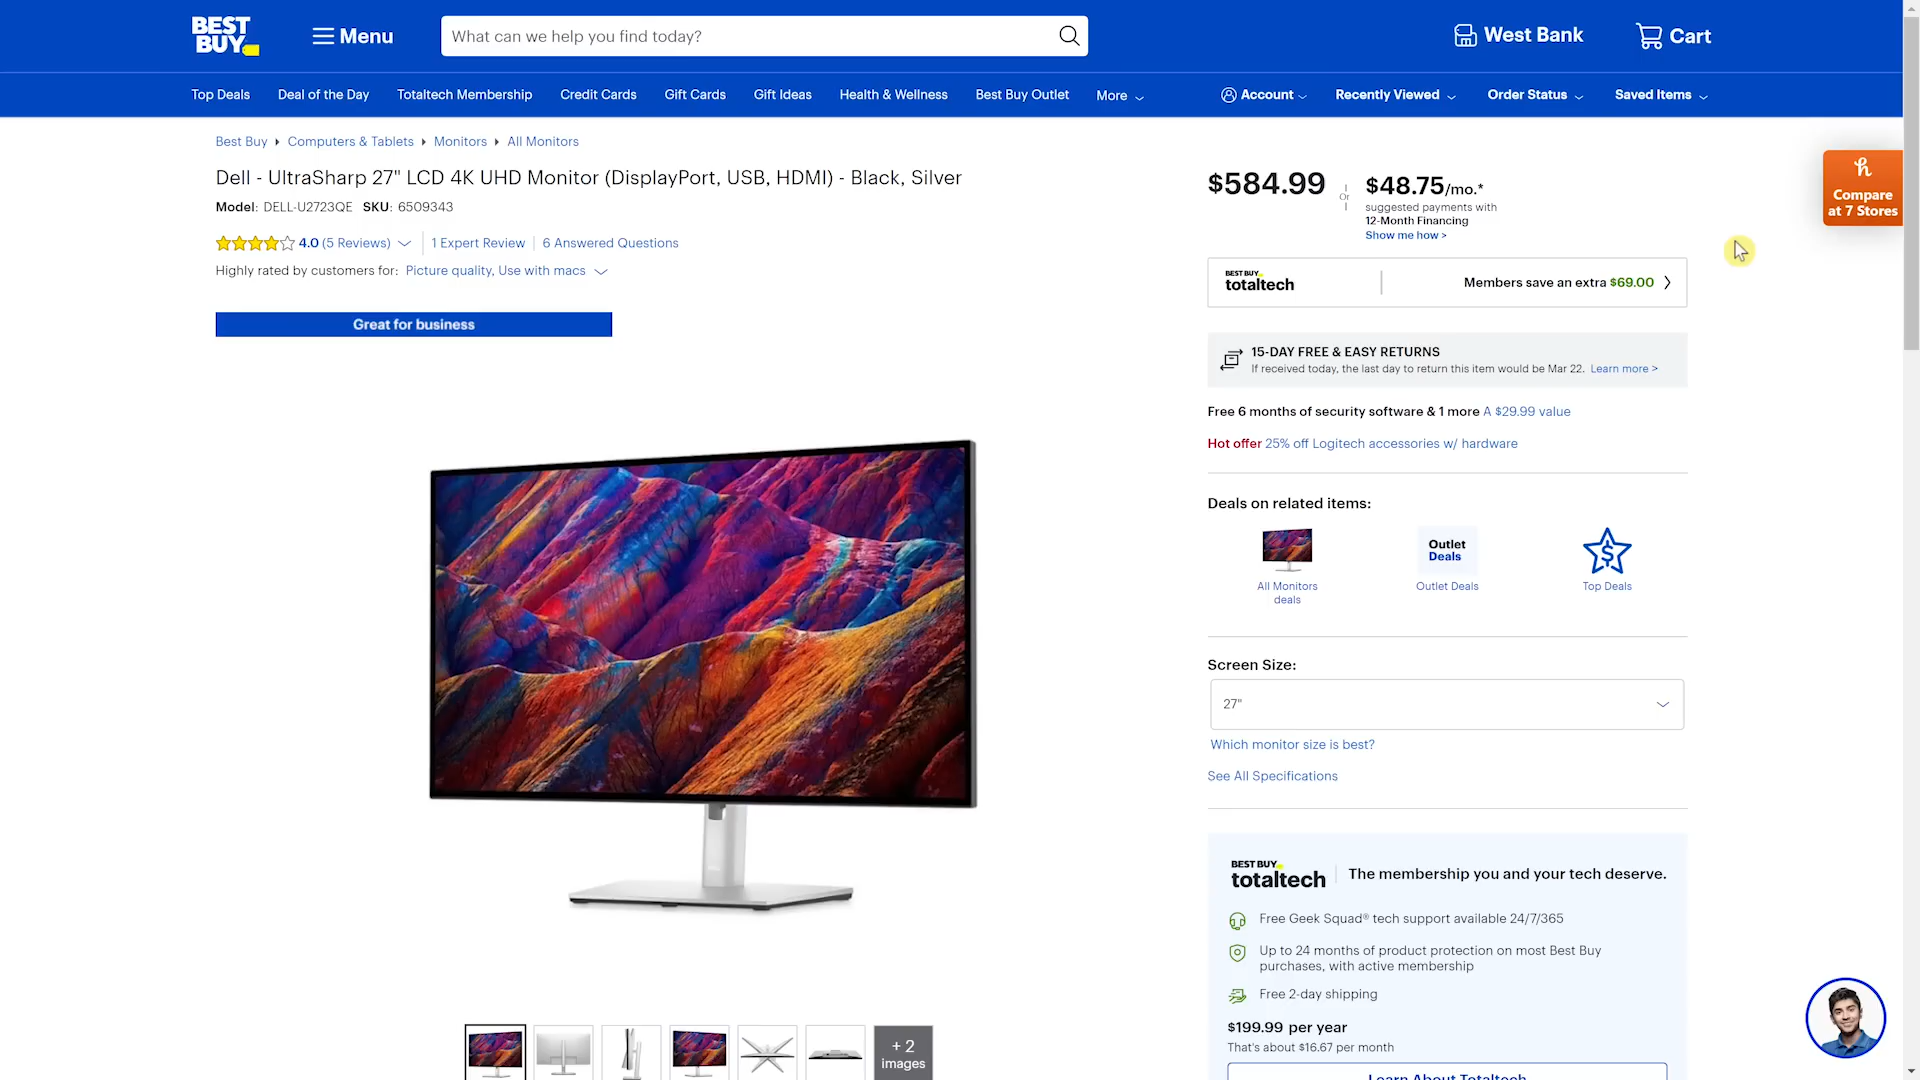 BEST
BUY
Menu
What can we help you find today?
West Bank
Cart
Top Deals
Deal of the Day
Totaltech Membership
Credit Cards
Gift Cards
Gift Ideas
Health & Wellness
Best Buy Outlet
More
Account
Recently Viewed
Order Status
Saved Items
Best Buy
Computers & Tablets
Monitors
All Monitors
Dell - UltraSharp 27" LCD 4K UHD Monitor (DisplayPort, USB, HDMI) - Black, Silver
Model: DELL-U2723QE SKU: 6509343
4.0 (5 Reviews)
1 Expert Review
6 Answered Questions
Highly rated by customers for: Picture quality, Use with macs
Great for business
+ 2
images
$584.99
Or
$48.75/mo.*
suggested payments with
12-Month Financing
Show me how >
h
Compare
at 7 Stores
BEST BUY
totaltech
Members save an extra $69.00
15-DAY FREE & EASY RETURNS
If received today, the last day to return this item would be Mar 22. Learn more >
Free 6 months of security software & 1 more A $29.99 value
Hot offer 25% off Logitech accessories w/ hardware
Deals on related items:
Outlet
Deals
All Monitors
deals
Outlet Deals
Top Deals
Screen Size:
27"
Which monitor size is best?
See All Specifications
BEST BUY
totaltech
The membership you and your tech deserve.
Free Geek Squad® tech support available 24/7/365
Up to 24 months of product protection on most Best Buy
purchases, with active membership
Free 2-day shipping
$199.99 per year
That's about $16.67 per month
Learn About Totaltech